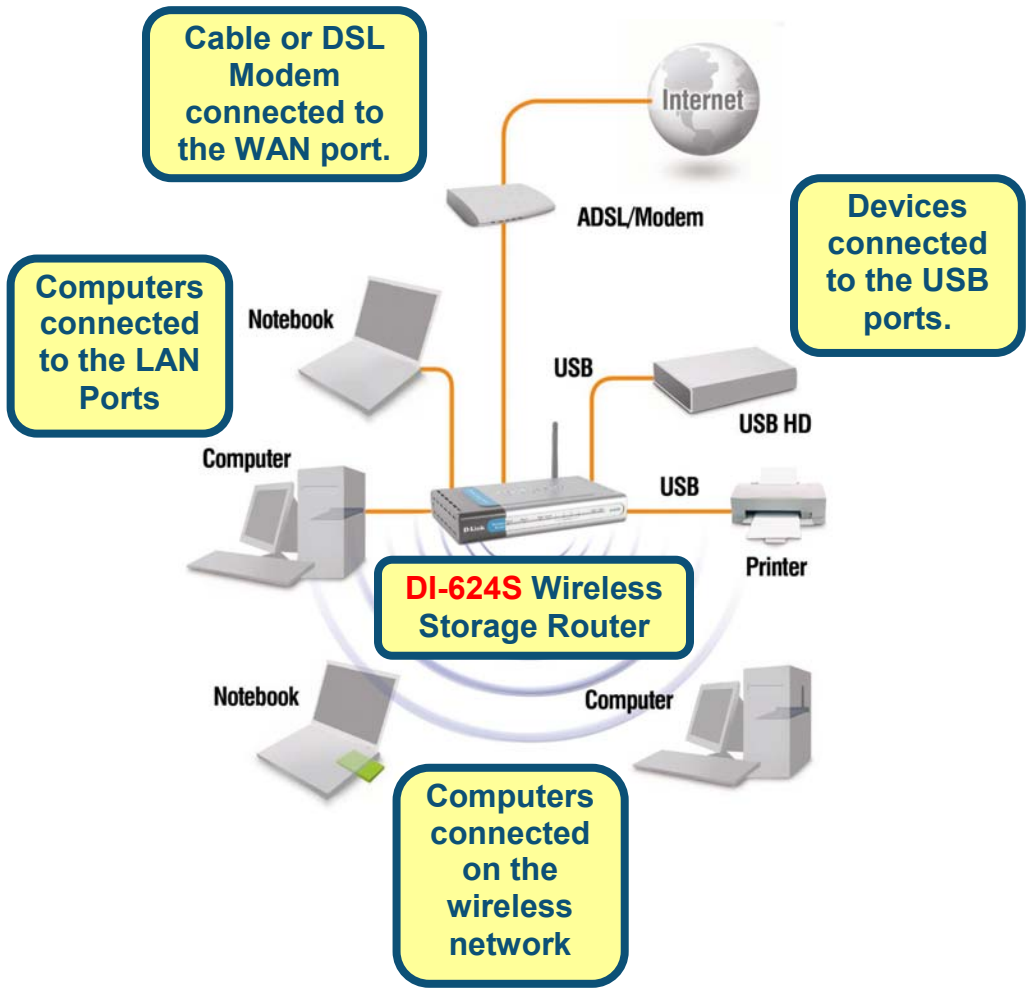 Cable or DSL
Modem
connected to
the WAN port.
Internet
ADSL/Modem
Devices
connected
to the USB
ports.
Computers
connected
to the LAN
Ports
Notebook
USB
USB HD
Computer
USB
D-Link
Printer
DI-624S Wireless
Storage Router
Notebook
Computer
Computers
connected
on the
wireless
network